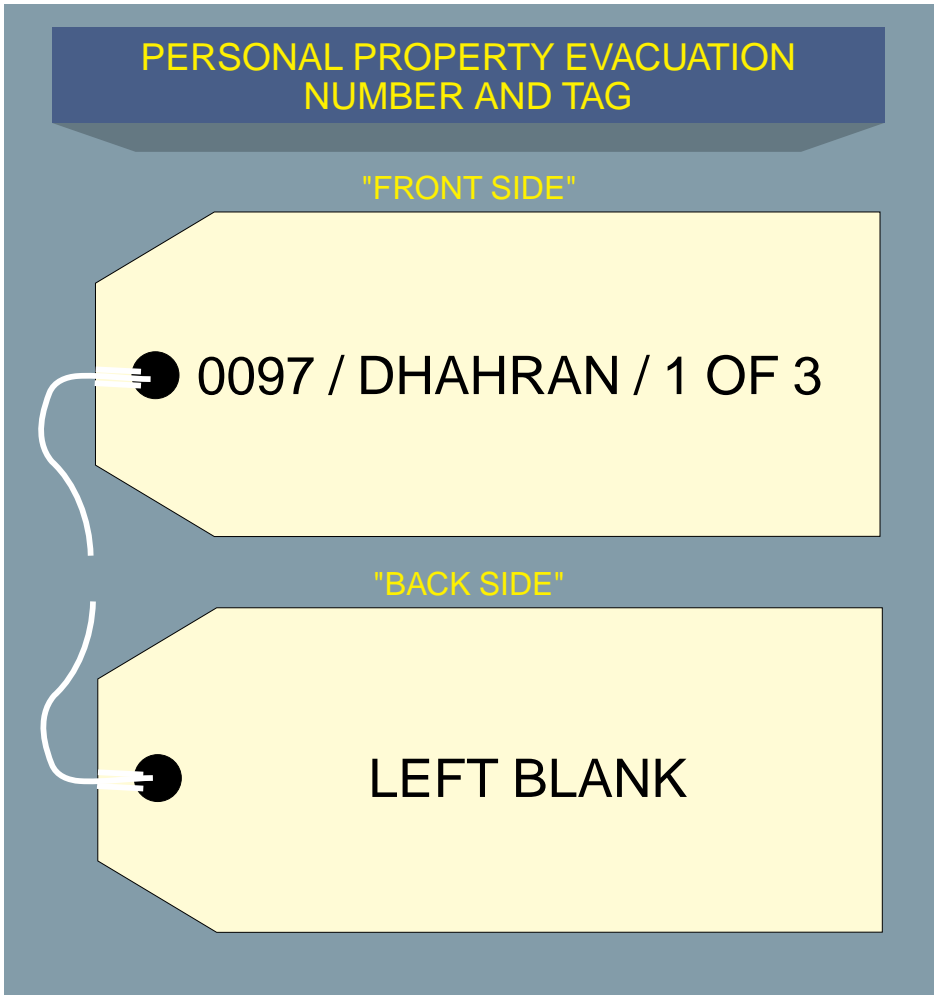 PERSONAL PROPERTY EVACUATION
NUMBER AND TAG
"FRONT SIDE"
0097 / DHAHRAN / 1 OF 3
"BACK SIDE"
LEFT BLANK